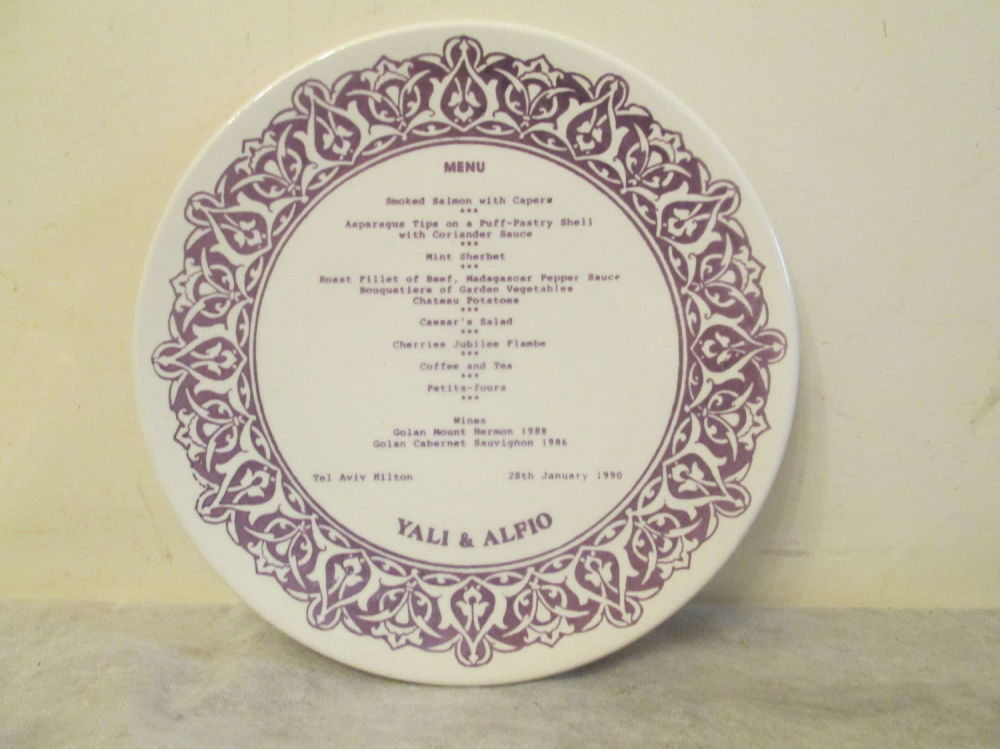 MENU
Smoked Salmon with Capers
***
Asparagus Tips on a Puff-Pastry Shell
with Coriander Sauce
***
Mint Sherbet
***
Roast Fillet of Beef, Madagascar Pepper Sauce
Bouquetiere of Garden Vegetables
Chateau Potatoes
***
Caesar's Salad
***
Cherries Jubilee Flambe
***
Coffee and Tea
***
Petits-fours
***
Wines
Golan Mount Hermon 1988
Golan Cabernet Sauvignon 1986
Tel Aviv Hilton 28th January 1990
YALI & ALFIO